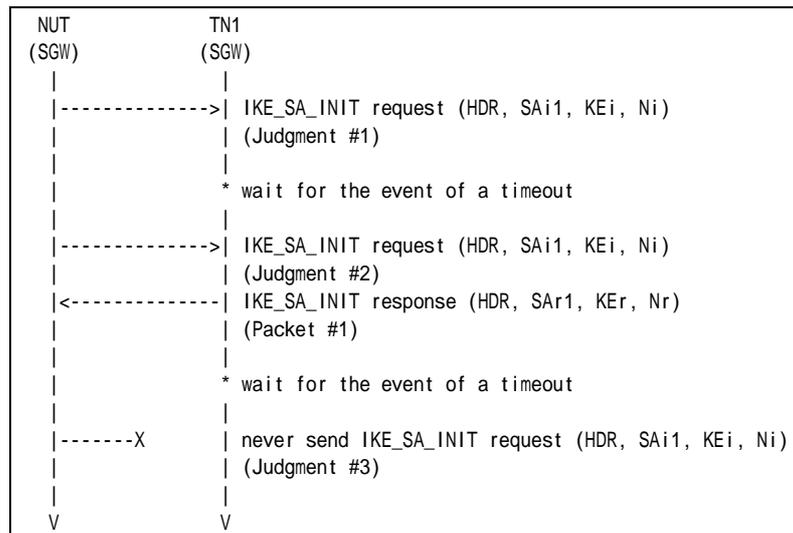 NUT TN1
(SGW) (SGW)
| |
|-------------->| IKE_SA_INIT request (HDR, SAi1, KEi, Ni)
| | (Judgment #1)
| |
| * wait for the event of a timeout
| |
|-------------->| IKE_SA_INIT request (HDR, SAi1, KEi, Ni)
| | (Judgment #2)
|<--------------| IKE_SA_INIT response (HDR, SAr1, KEr, Nr)
| | (Packet #1)
| |
| * wait for the event of a timeout
| |
|-------X | never send IKE_SA_INIT request (HDR, SAi1, KEi, Ni)
| | (Judgment #3)
| |
V V